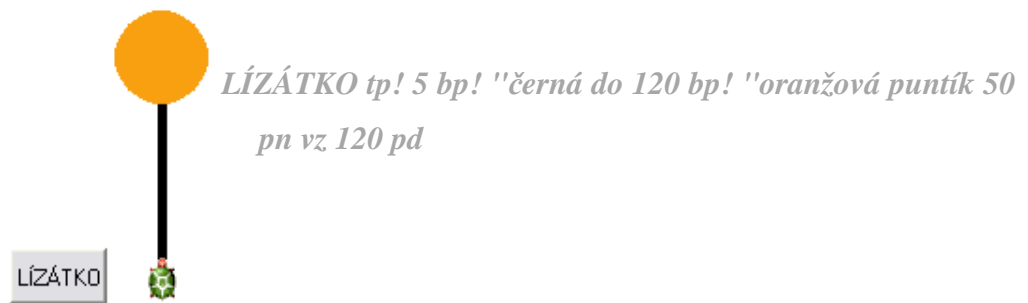 LÍZÁTKO tp! 5 bp! "černá do 120 bp! "oranžová puntík 50
pn vz 120 pd
LÍZÁTKO